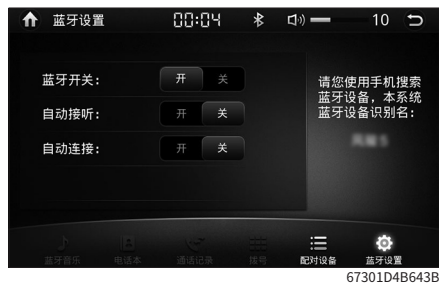 蓝牙设置 00:04 10
蓝牙开关： 开 关
自动接听： 开 关
自动连接： 开 关
请您使用手机搜索
蓝牙设备，本系统
蓝牙设备识别名：
蓝牙音乐 电话本 通话记录 拨号 配对设备 蓝牙设置
67301D4B643B